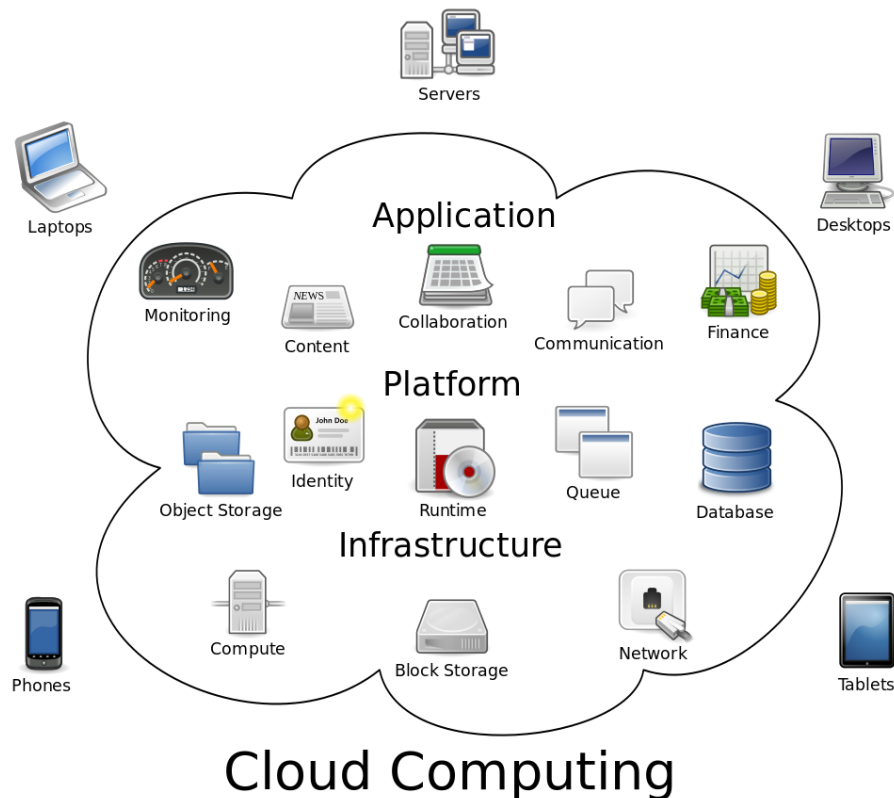 Servers
Laptops
Desktops
Application
Monitoring
NEWS
Content
Collaboration
Communication
Finance
Platform
John Doe
Object Storage
Identity
Runtime
Queue
Database
Infrastructure
Compute
Block Storage
Network
Phones
Tablets
Cloud Computing